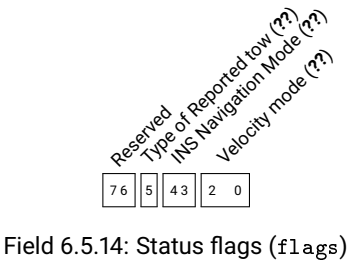 Reserved
Type of Reported tow (??)
INS Navigation Mode (??)
Velocity mode (??)
7 6 5 4 3 2 0
Field 6.5.14: Status flags (flags)